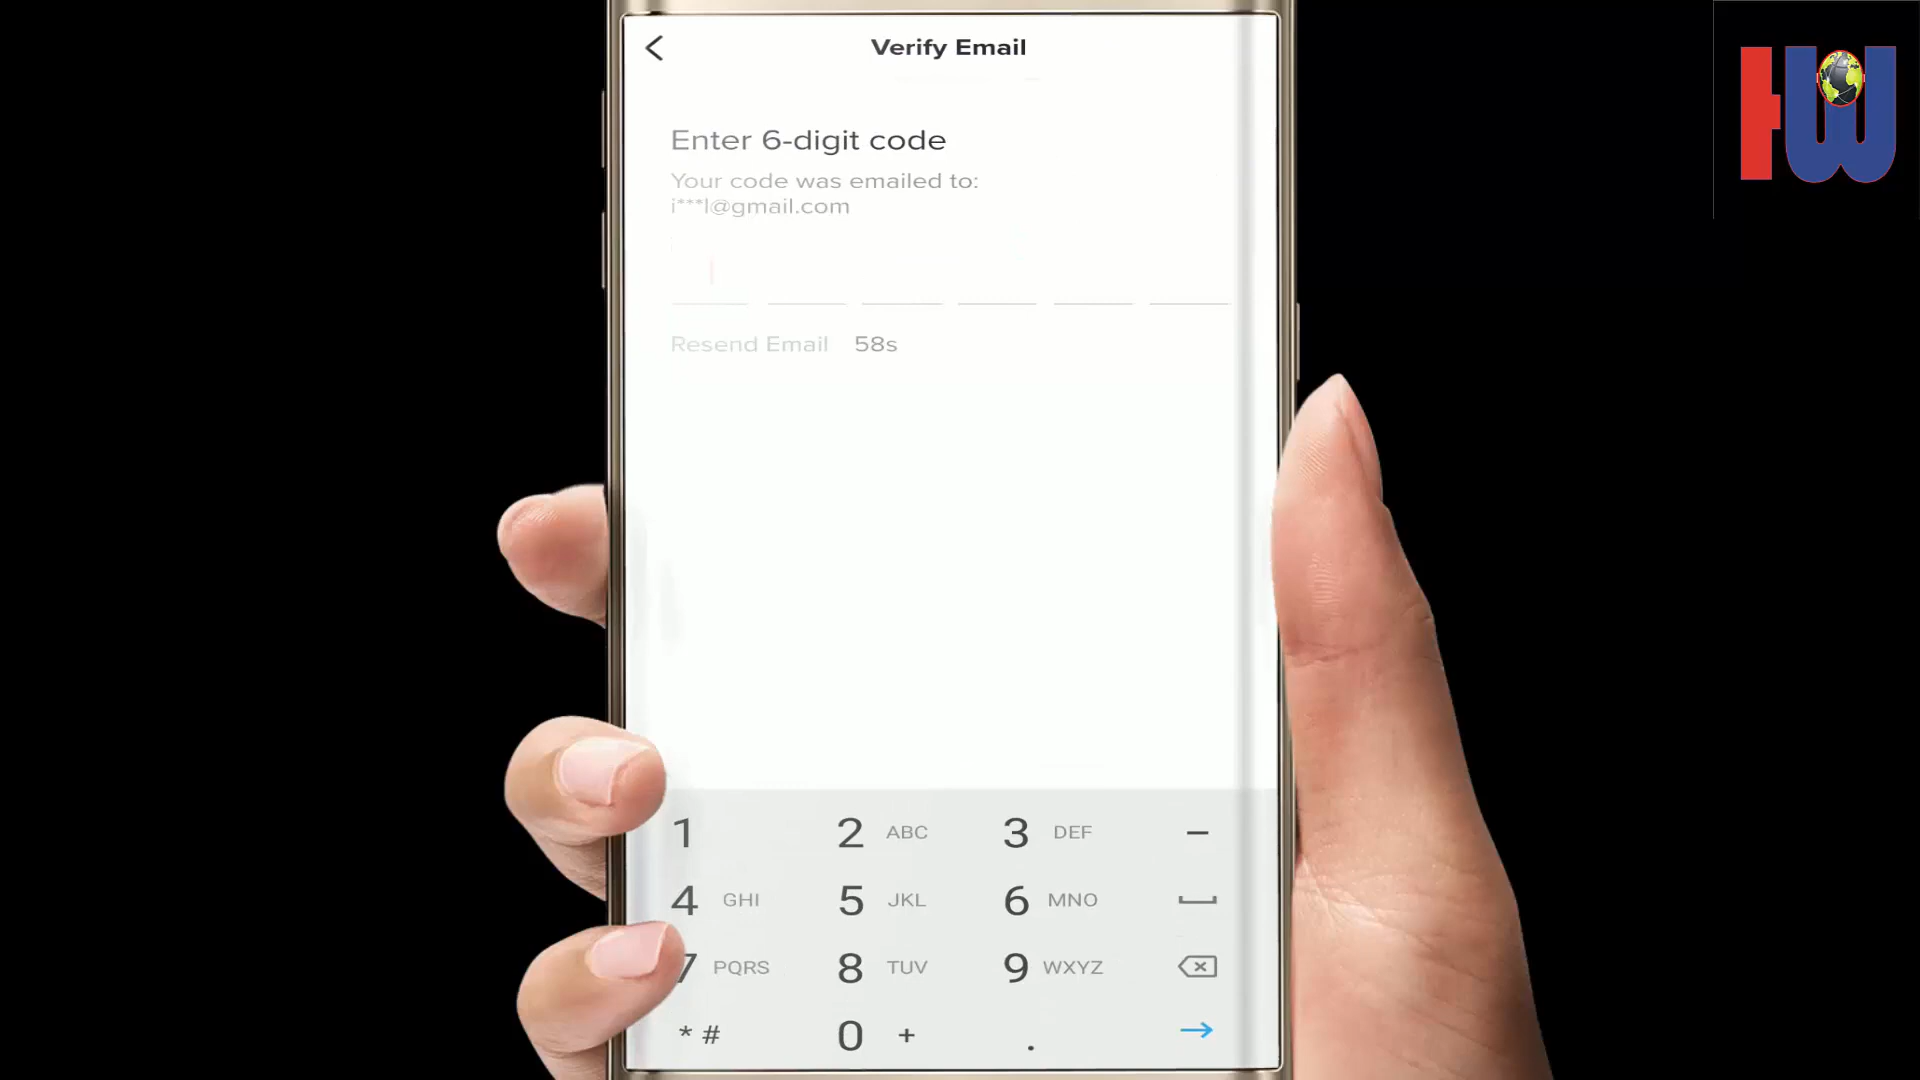 Verify Email
Enter 6-digit code
Your code was emailed to:
i***l@gmail.com
Resend Email 58s
1 2 ABC 3 DEF –
4 GHI 5 JKL 6 MNO
7 PQRS 8 TUV 9 WXYZ
* # 0 + .
HW